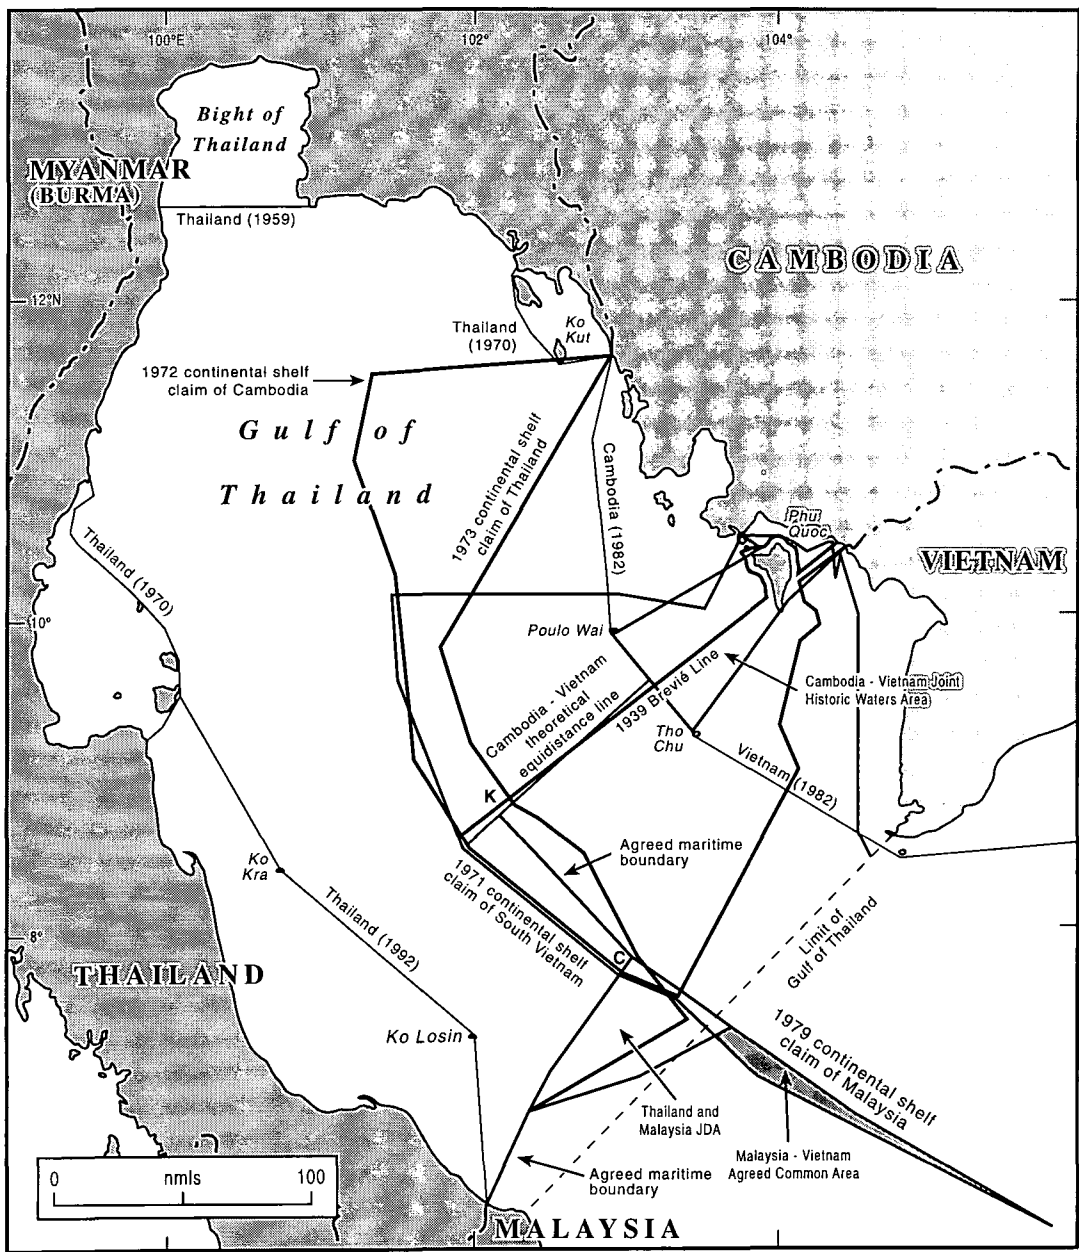 100°E
102°
104°
Bight of
Thailand
MYANMAR
(BURMA)
Thailand (1959)
CAMBODIA
12°N
Thailand
(1970)
Ko
Kut
1972 continental shelf
claim of Cambodia
Gulf of
Thailand
1973 continental shelf
claim of Thailand
Cambodia (1982)
Phu
Quoc
VIETNAM
Thailand (1970)
10°
Poulo Wai
Cambodia - Vietnam
theoretical
equidistance line
1939 Brevié Line
Cambodia - Vietnam Joint
Historic Waters Area
Tho
Chu
Vietnam (1982)
K
Agreed maritime
boundary
Ko
Kra
1971 continental shelf
claim of South Vietnam
Thailand (1992)
Limit of
Gulf of Thailand
8°
C
THAILAND
Ko Losin
1979 continental shelf
claim of Malaysia
Thailand and
Malaysia JDA
Malaysia - Vietnam
Agreed Common Area
Agreed maritime
boundary
0 nmls 100
MALAYSIA